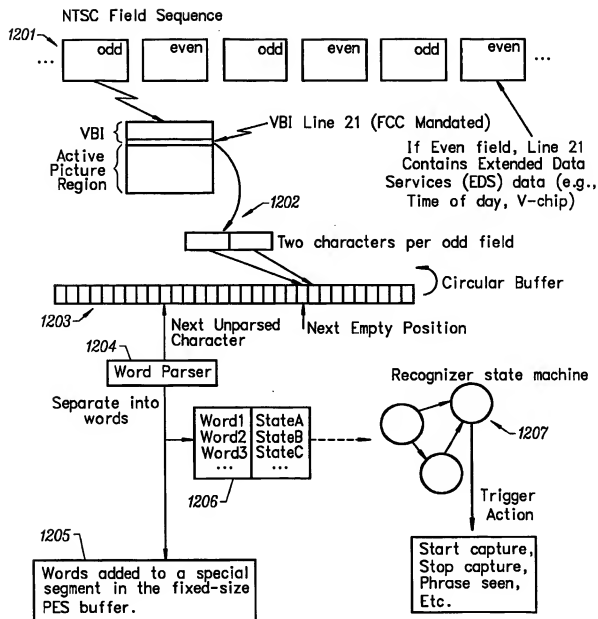 NTSC Field Sequence
1201
... odd even odd even odd even ...
VBI
VBI Line 21 (FCC Mandated)
Active
Picture
Region
If Even field, Line 21
Contains Extended Data
Services (EDS) data (e.g.,
Time of day, V-chip)
1202
Two characters per odd field
Circular Buffer
1203
Next Unparsed
Character
Next Empty Position
1204
Word Parser
Separate into
words
Recognizer state machine
Word1 StateA
Word2 StateB
Word3 StateC
... ...
1206
1207
Trigger
Action
1205
Words added to a special
segment in the fixed-size
PES buffer.
Start capture,
Stop capture,
Phrase seen,
Etc.